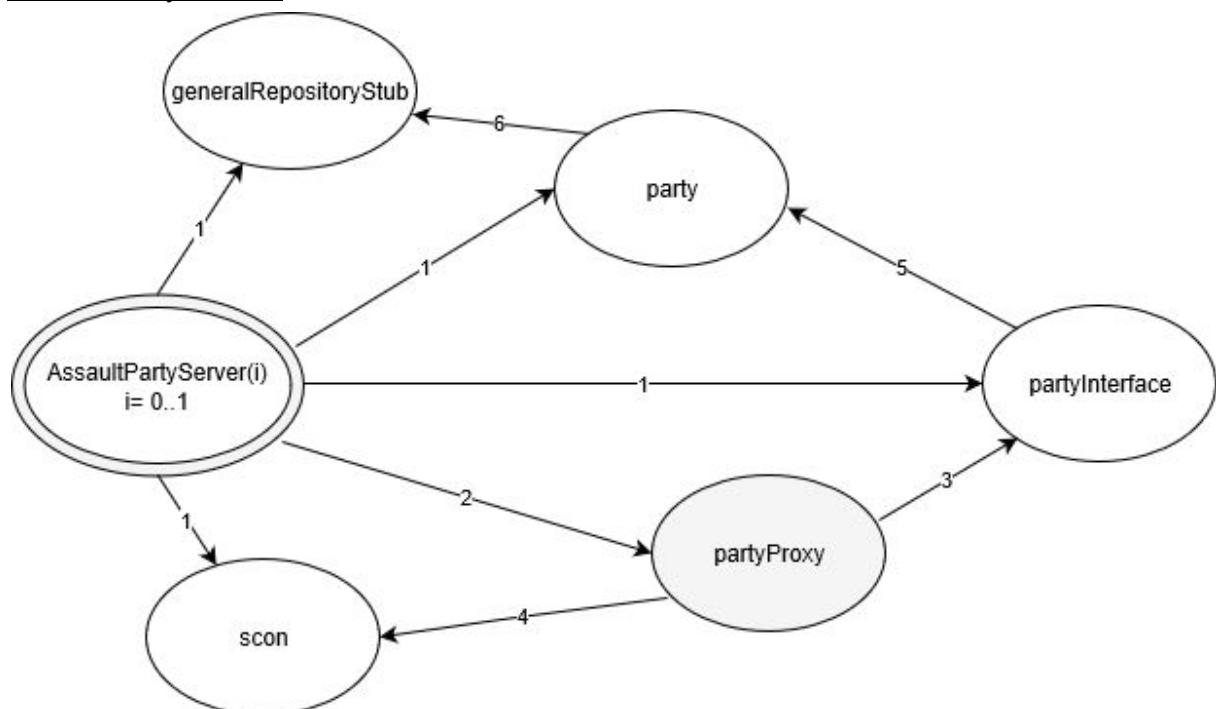 generalRepositoryStub
6
party
1
1
5
AssaultPartyServer(i)
i= 0..1
1
partyInterface
2
3
1
partyProxy
4
scon